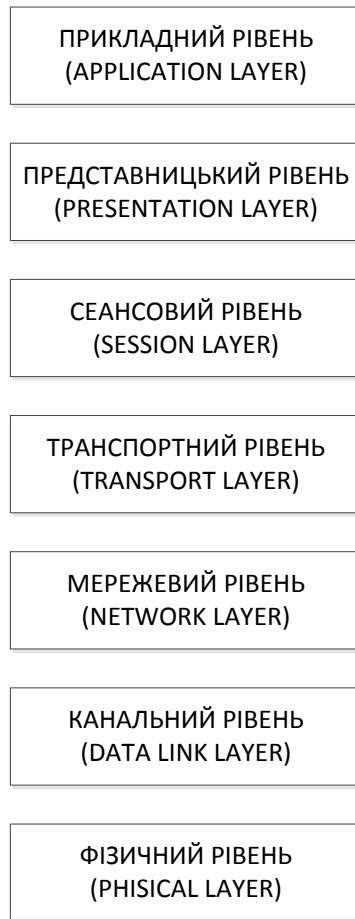 ПРИКЛАДНИЙ РІВЕНЬ
(APPLICATION LAYER)
ПРЕДСТАВНИЦЬКИЙ РІВЕНЬ
(PRESENTATION LAYER)
СЕАНСОВИЙ РІВЕНЬ
(SESSION LAYER)
ТРАНСПОРТНИЙ РІВЕНЬ
(TRANSPORT LAYER)
МЕРЕЖЕВИЙ РІВЕНЬ
(NETWORK LAYER)
КАНАЛЬНИЙ РІВЕНЬ
(DATA LINK LAYER)
ФІЗИЧНИЙ РІВЕНЬ
(PHISICAL LAYER)